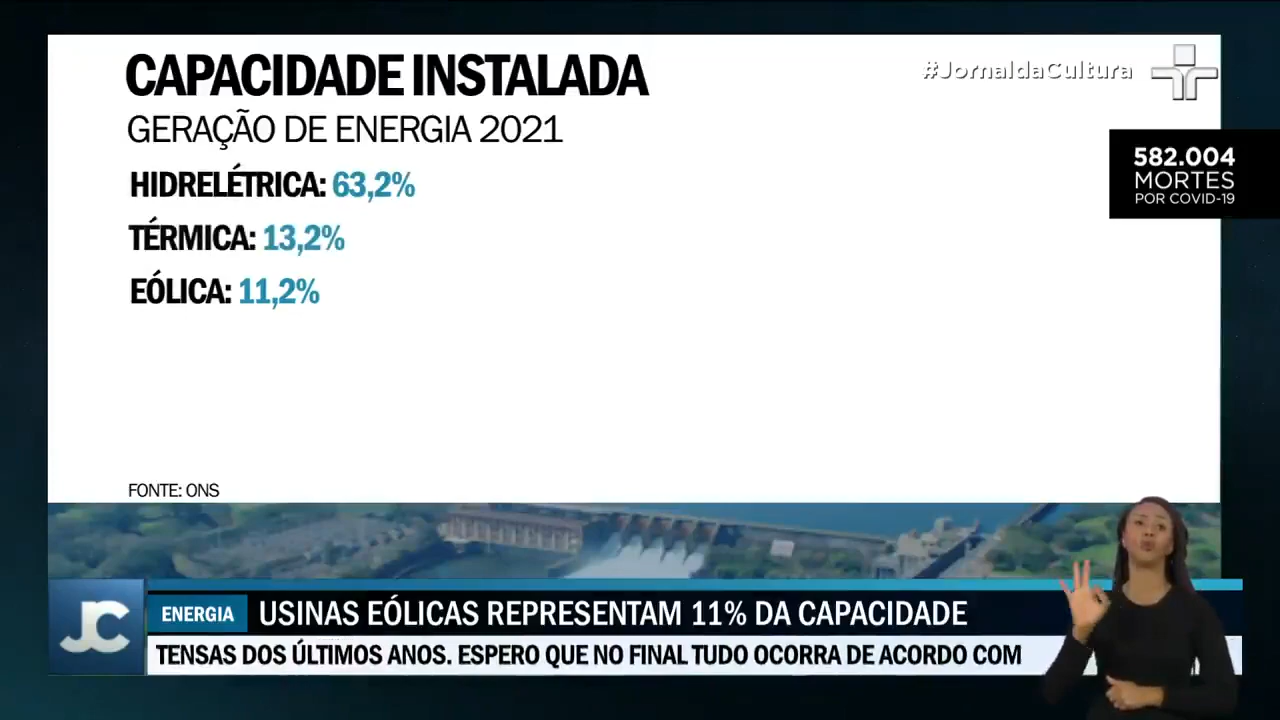 CAPACIDADE INSTALADA
GERAÇÃO DE ENERGIA 2021
HIDRELÉTRICA: 63,2%
TÉRMICA: 13,2%
EÓLICA: 11,2%
FONTE: ONS
#JornaldaCultura
582.004
MORTES
POR COVID-19
JC
ENERGIA USINAS EÓLICAS REPRESENTAM 11% DA CAPACIDADE
TENSAS DOS ÚLTIMOS ANOS. ESPERO QUE NO FINAL TUDO OCORRA DE ACORDO COM